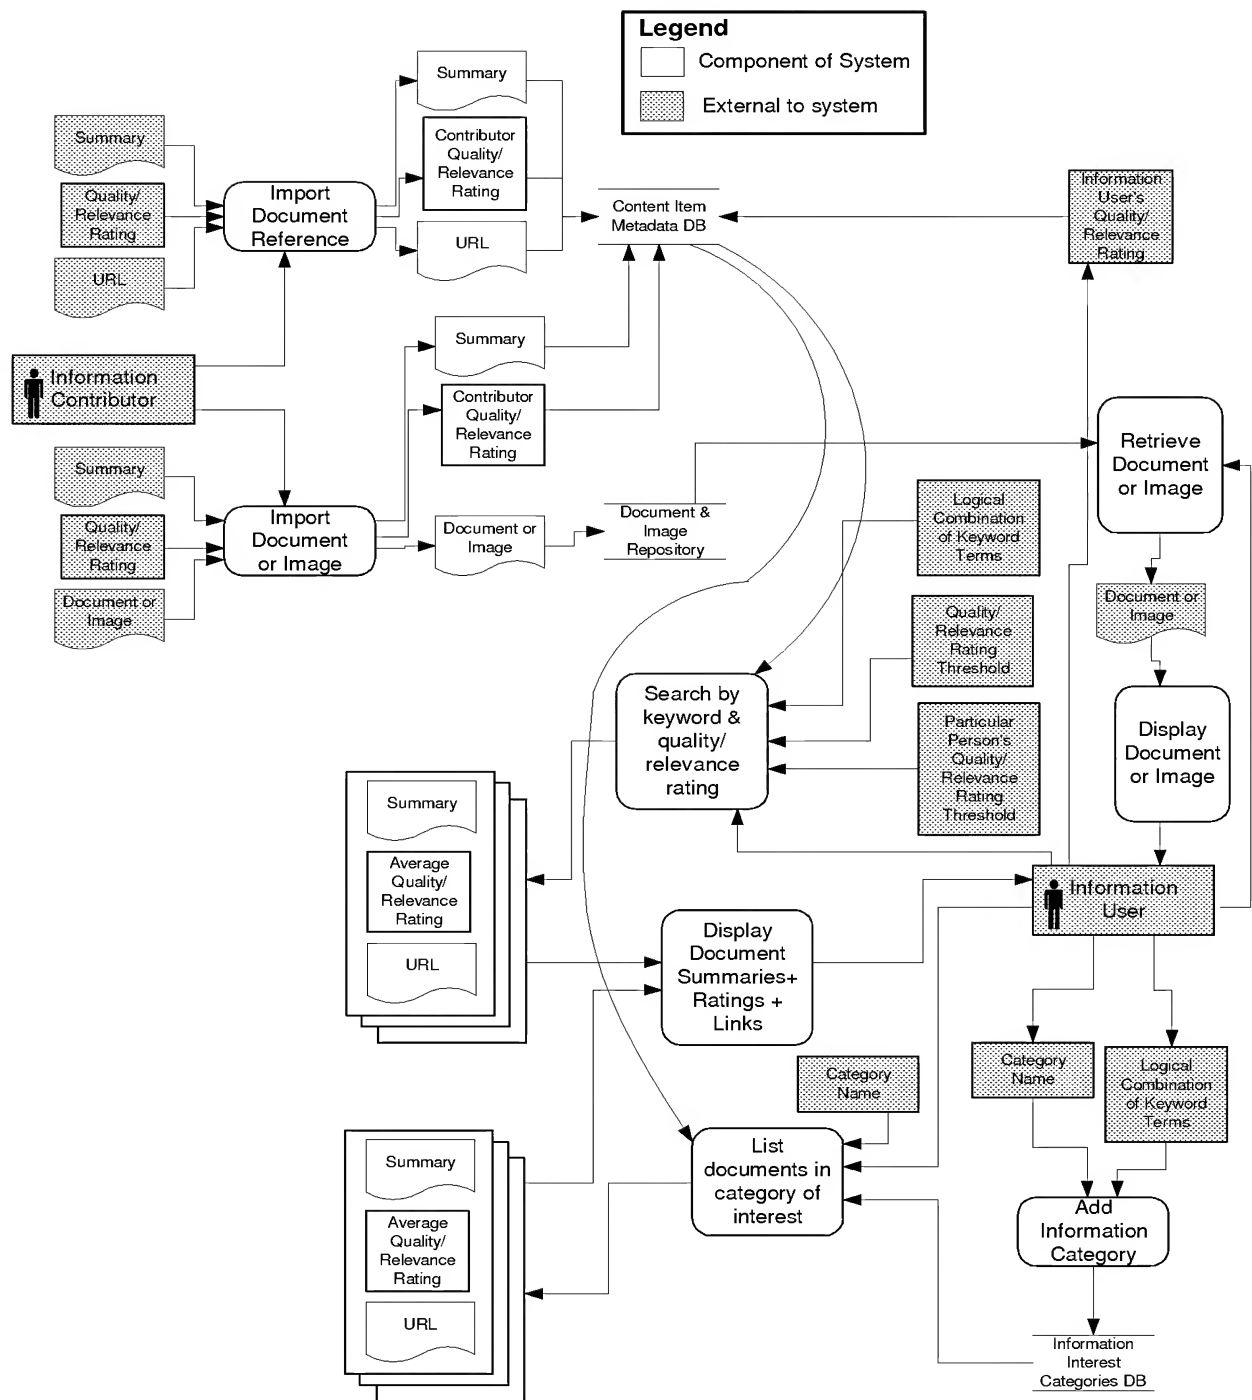 Legend
Component of System
External to system
Summary
Quality/
Relevance
Rating
URL
Import
Document
Reference
Summary
Contributor
Quality/
Relevance
Rating
URL
Content Item
Metadata DB
Information
User's
Quality/
Relevance
Rating
Information
Contributor
Summary
Contributor
Quality/
Relevance
Rating
Summary
Quality/
Relevance
Rating
Document or
Image
Import
Document
or Image
Document or
Image
Document &
Image
Repository
Retrieve
Document
or Image
Logical
Combination
of Keyword
Terms
Document or
Image
Quality/
Relevance
Rating
Threshold
Search by
keyword &
quality/
relevance
rating
Particular
Person's
Quality/
Relevance
Rating
Threshold
Display
Document
or Image
Summary
Average
Quality/
Relevance
Rating
URL
Information
User
Display
Document
Summaries+
Ratings +
Links
Category
Name
Category
Name
Logical
Combination
of Keyword
Terms
Summary
Average
Quality/
Relevance
Rating
URL
List
documents in
category of
interest
Add
Information
Category
Information
Interest
Categories DB